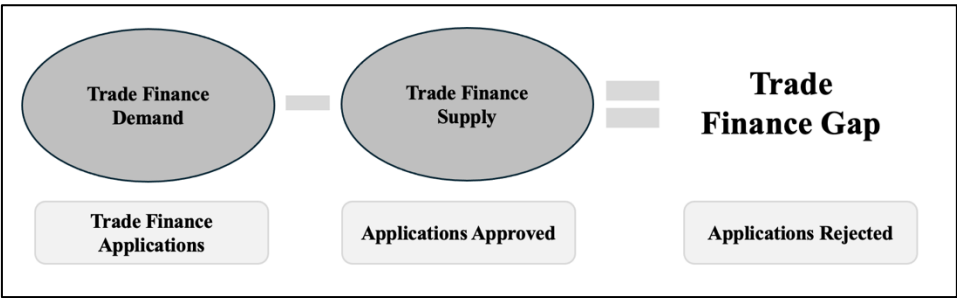 Trade Finance
Demand
Trade Finance
Supply
Trade
Finance Gap
Trade Finance
Applications
Applications Approved
Applications Rejected